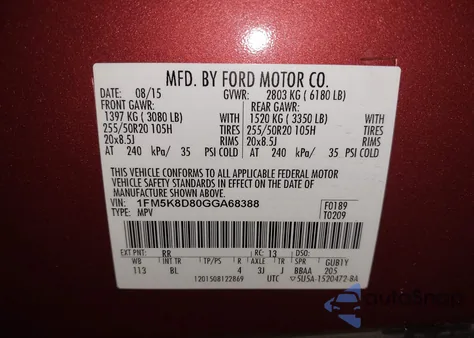 MFD. BY FORD MOTOR CO.
DATE: 08/15 GVWR: 2803 KG ( 6180 LB)
FRONT GAWR: REAR GAWR:
1397 KG ( 3080 LB) WITH 1520 KG ( 3350 LB) WITH
255/50R20 105H TIRES 255/50R20 105H TIRES
20x8.5J RIMS 20x8.5J RIMS
AT 240 kPa/ 35 PSI COLD AT 240 kPa/ 35 PSI COLD
THIS VEHICLE CONFORMS TO ALL APPLICABLE FEDERAL MOTOR
VEHICLE SAFETY STANDARDS IN EFFECT ON THE DATE OF
MANUFACTURE SHOWN ABOVE.
VIN: 1FM5K8D80GGA68388 F0189
TYPE: MPV T0209
EXT PNT: RR RC: 13 DSO:
WB INT TR TP/PS R AXLE TR SPR GUBTY
113 BL 4 3J J BBAA 205
1201508122869 UTC 5USA-1520472-BA
AutoSnap